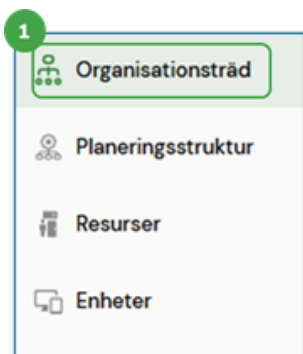 1
Organisationsträd
Planeringsstruktur
Resurser
Enheter